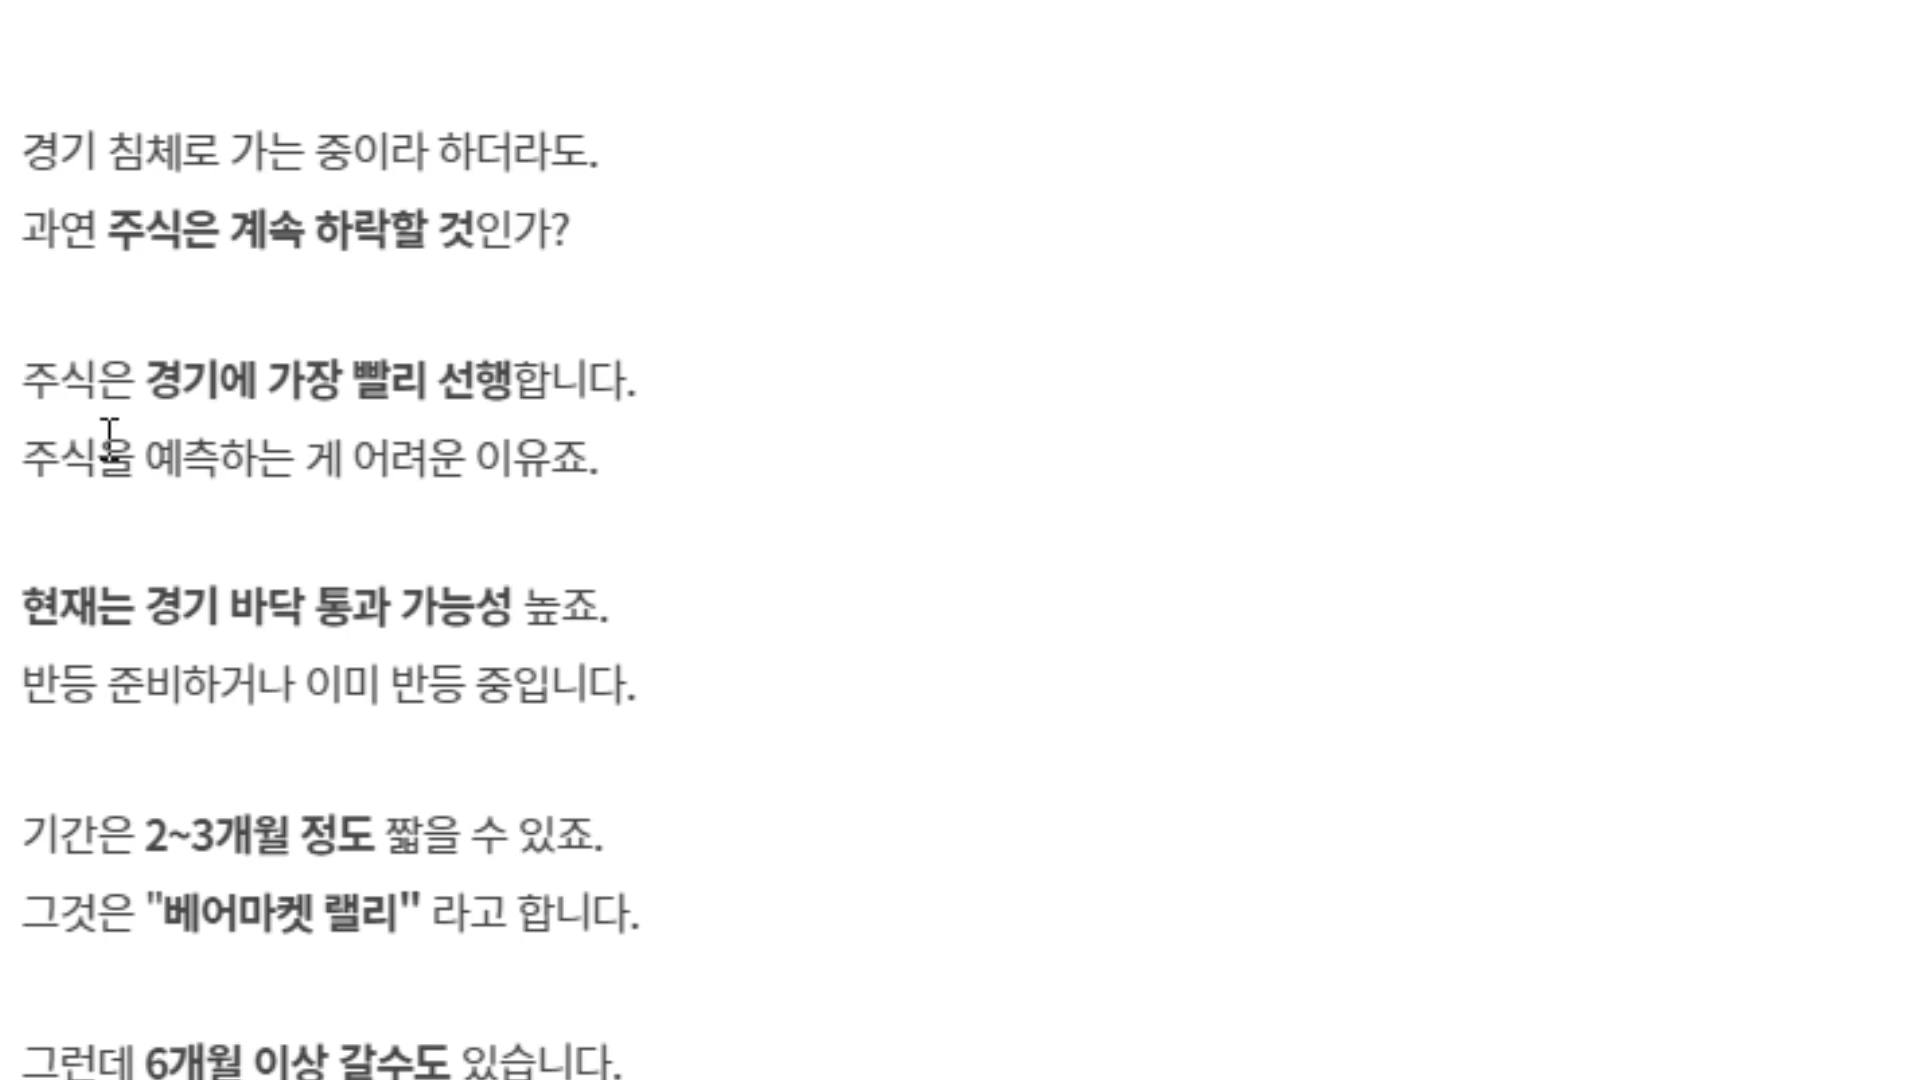 경기 침체로 가는 중이라 하더라도.
과연 주식은 계속 하락할 것인가?
주식은 경기에 가장 빨리 선행합니다.
주식을 예측하는 게 어려운 이유죠.
현재는 경기 바닥 통과 가능성 높죠.
반등 준비하거나 이미 반등 중입니다.
기간은 2~3개월 정도 짧을 수 있죠.
그것은 "베어마켓 랠리" 라고 합니다.
그런데 6개월 이상 갈수도 있습니다.